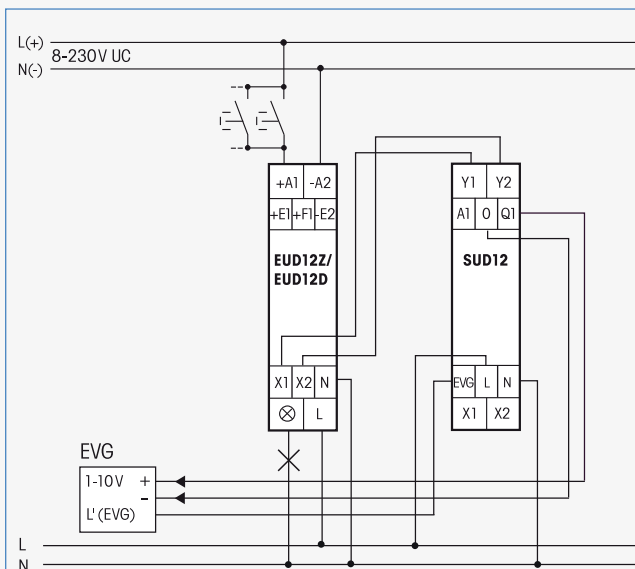 L(+)
8-230V UC
N(-)
+A1 -A2
+E1 +F1 -E2
EUD12Z/
EUD12D
X1 X2 N
L
Y1 Y2
A1 0 Q1
SUD12
EVG L N
X1 X2
EVG
1-10V +
-
L'(EVG)
L
N